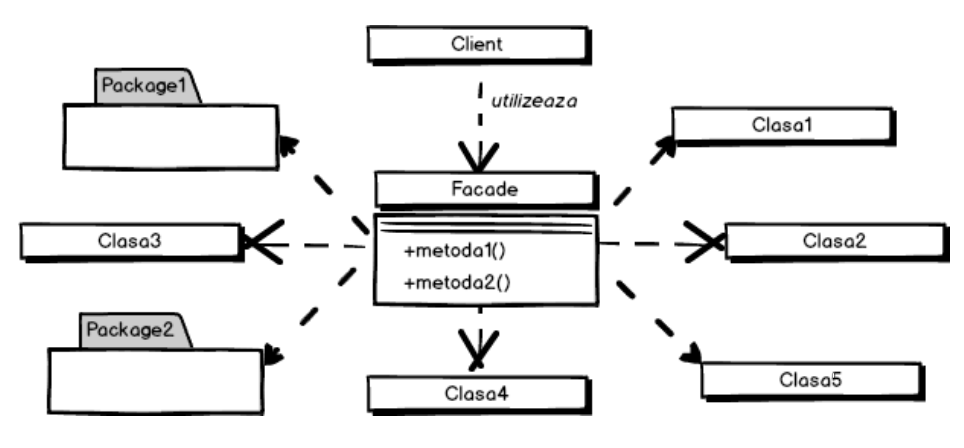 Client
Package1
utilizeaza
Clasa1
Facade
Clasa3
+metoda1()
+metoda2()
Clasa2
Package2
Clasa4
Clasa5